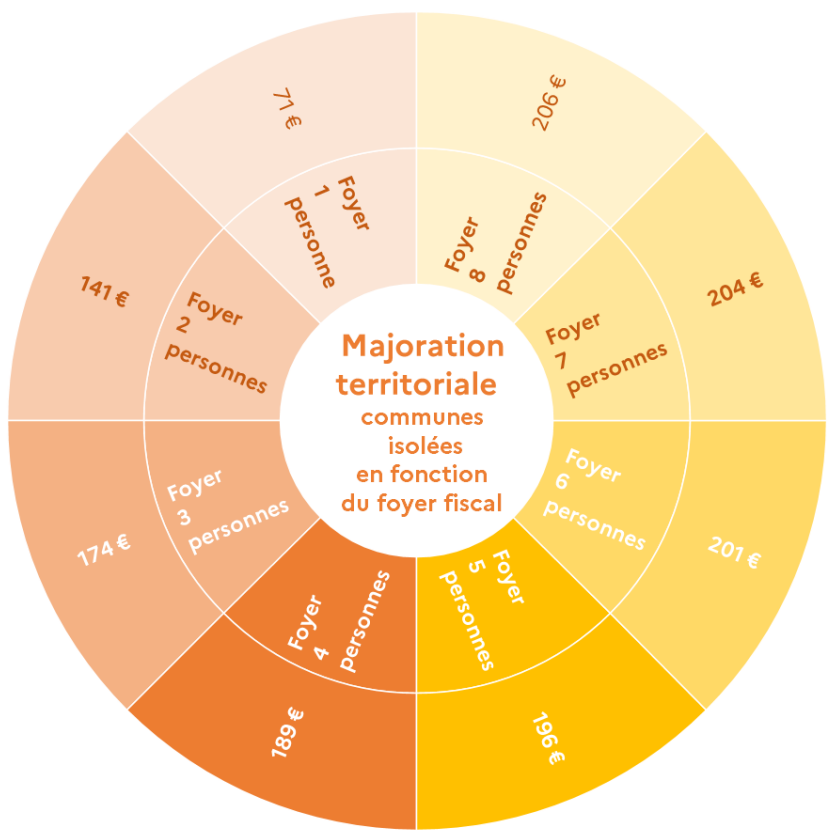 Majoration
territoriale
communes
isolées
en fonction
du foyer fiscal
Foyer
1
personne
71 €
Foyer
2
personnes
141 €
Foyer
3
personnes
174 €
Foyer
4
personnes
189 €
Foyer
5
personnes
196 €
Foyer
6
personnes
201 €
Foyer
7
personnes
204 €
Foyer
8
personnes
206 €